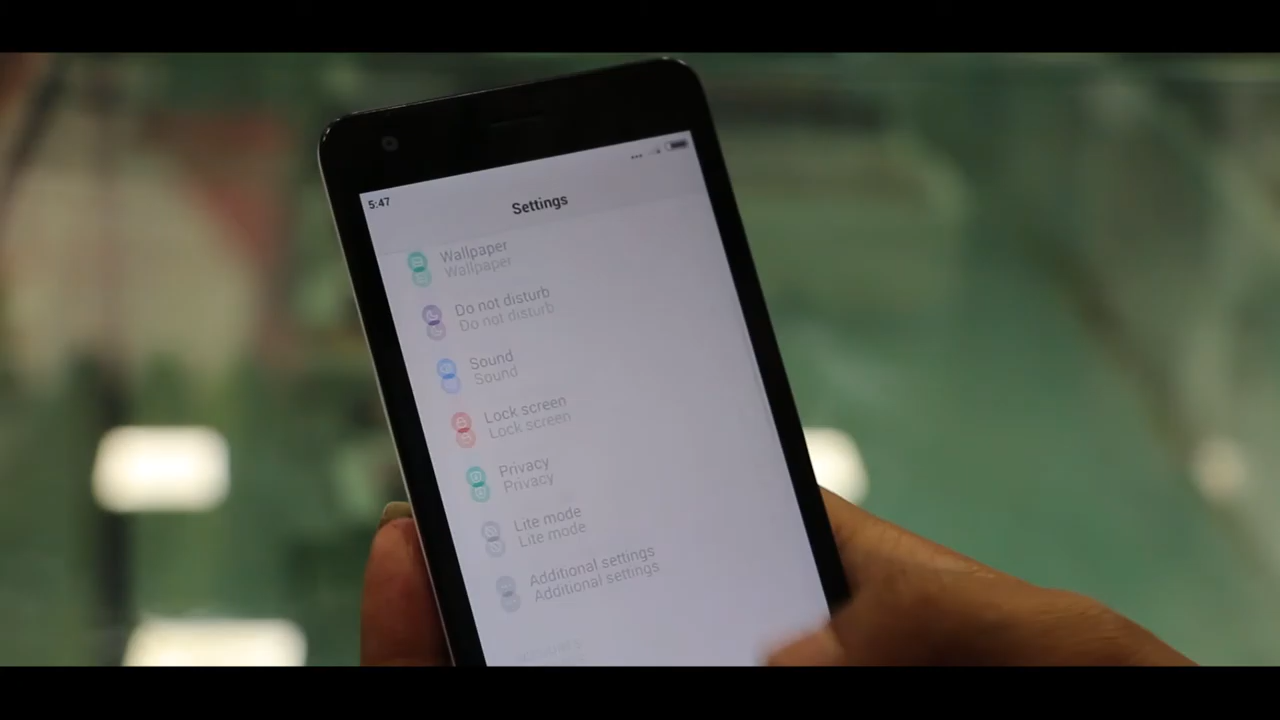 5:47
Settings
Wallpaper
Wallpaper
Do not disturb
Do not disturb
Sound
Sound
Lock screen
Lock screen
Privacy
Privacy
Lite mode
Lite mode
Additional settings
Additional settings